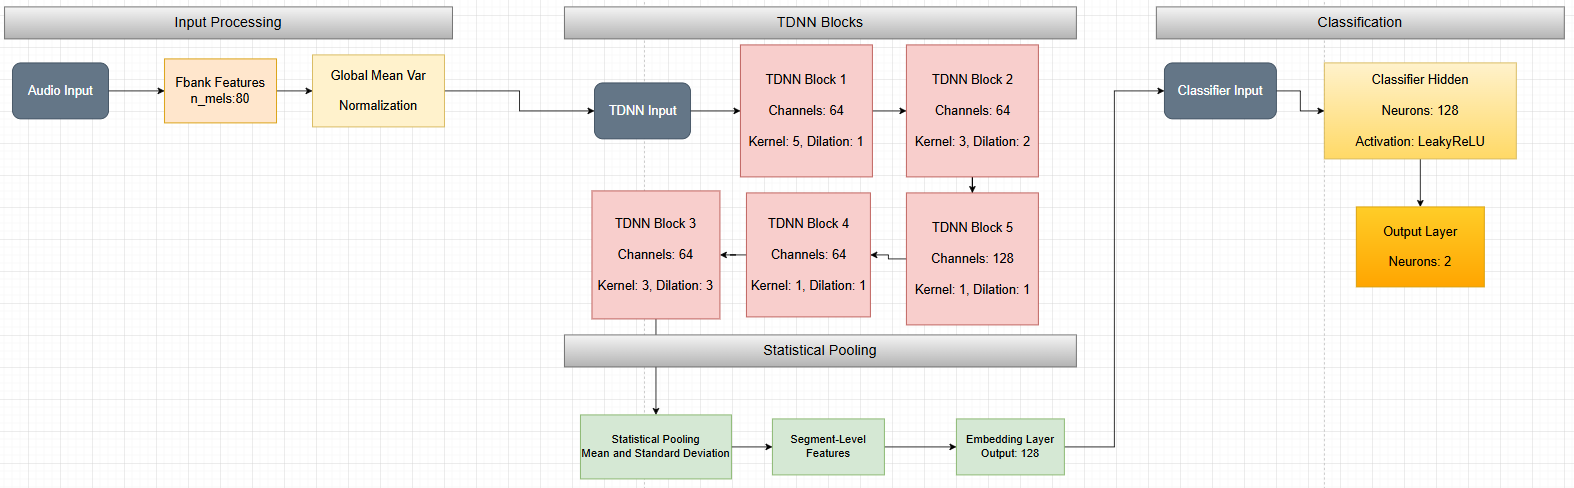 Input Processing
TDNN Blocks
Classification
Audio Input
Fbank Features
n_mels:80
Global Mean Var
Normalization
TDNN Input
TDNN Block 1
Channels: 64
Kernel: 5, Dilation: 1
TDNN Block 2
Channels: 64
Kernel: 3, Dilation: 2
Classifier Input
Classifier Hidden
Neurons: 128
Activation: LeakyReLU
TDNN Block 3
Channels: 64
Kernel: 3, Dilation: 3
TDNN Block 4
Channels: 64
Kernel: 1, Dilation: 1
TDNN Block 5
Channels: 128
Kernel: 1, Dilation: 1
Output Layer
Neurons: 2
Statistical Pooling
Statistical Pooling
Mean and Standard Deviation
Segment-Level
Features
Embedding Layer
Output: 128